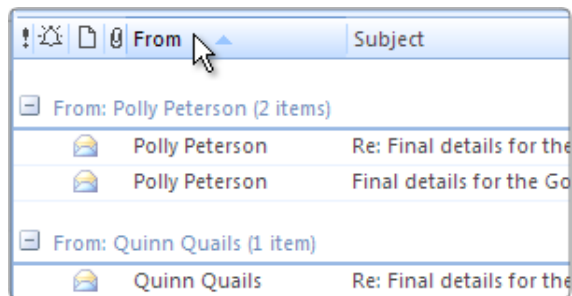 ! From Subject
From: Polly Peterson (2 items)
Polly Peterson Re: Final details for the
Polly Peterson Final details for the Go
From: Quinn Quails (1 item)
Quinn Quails Re: Final details for the